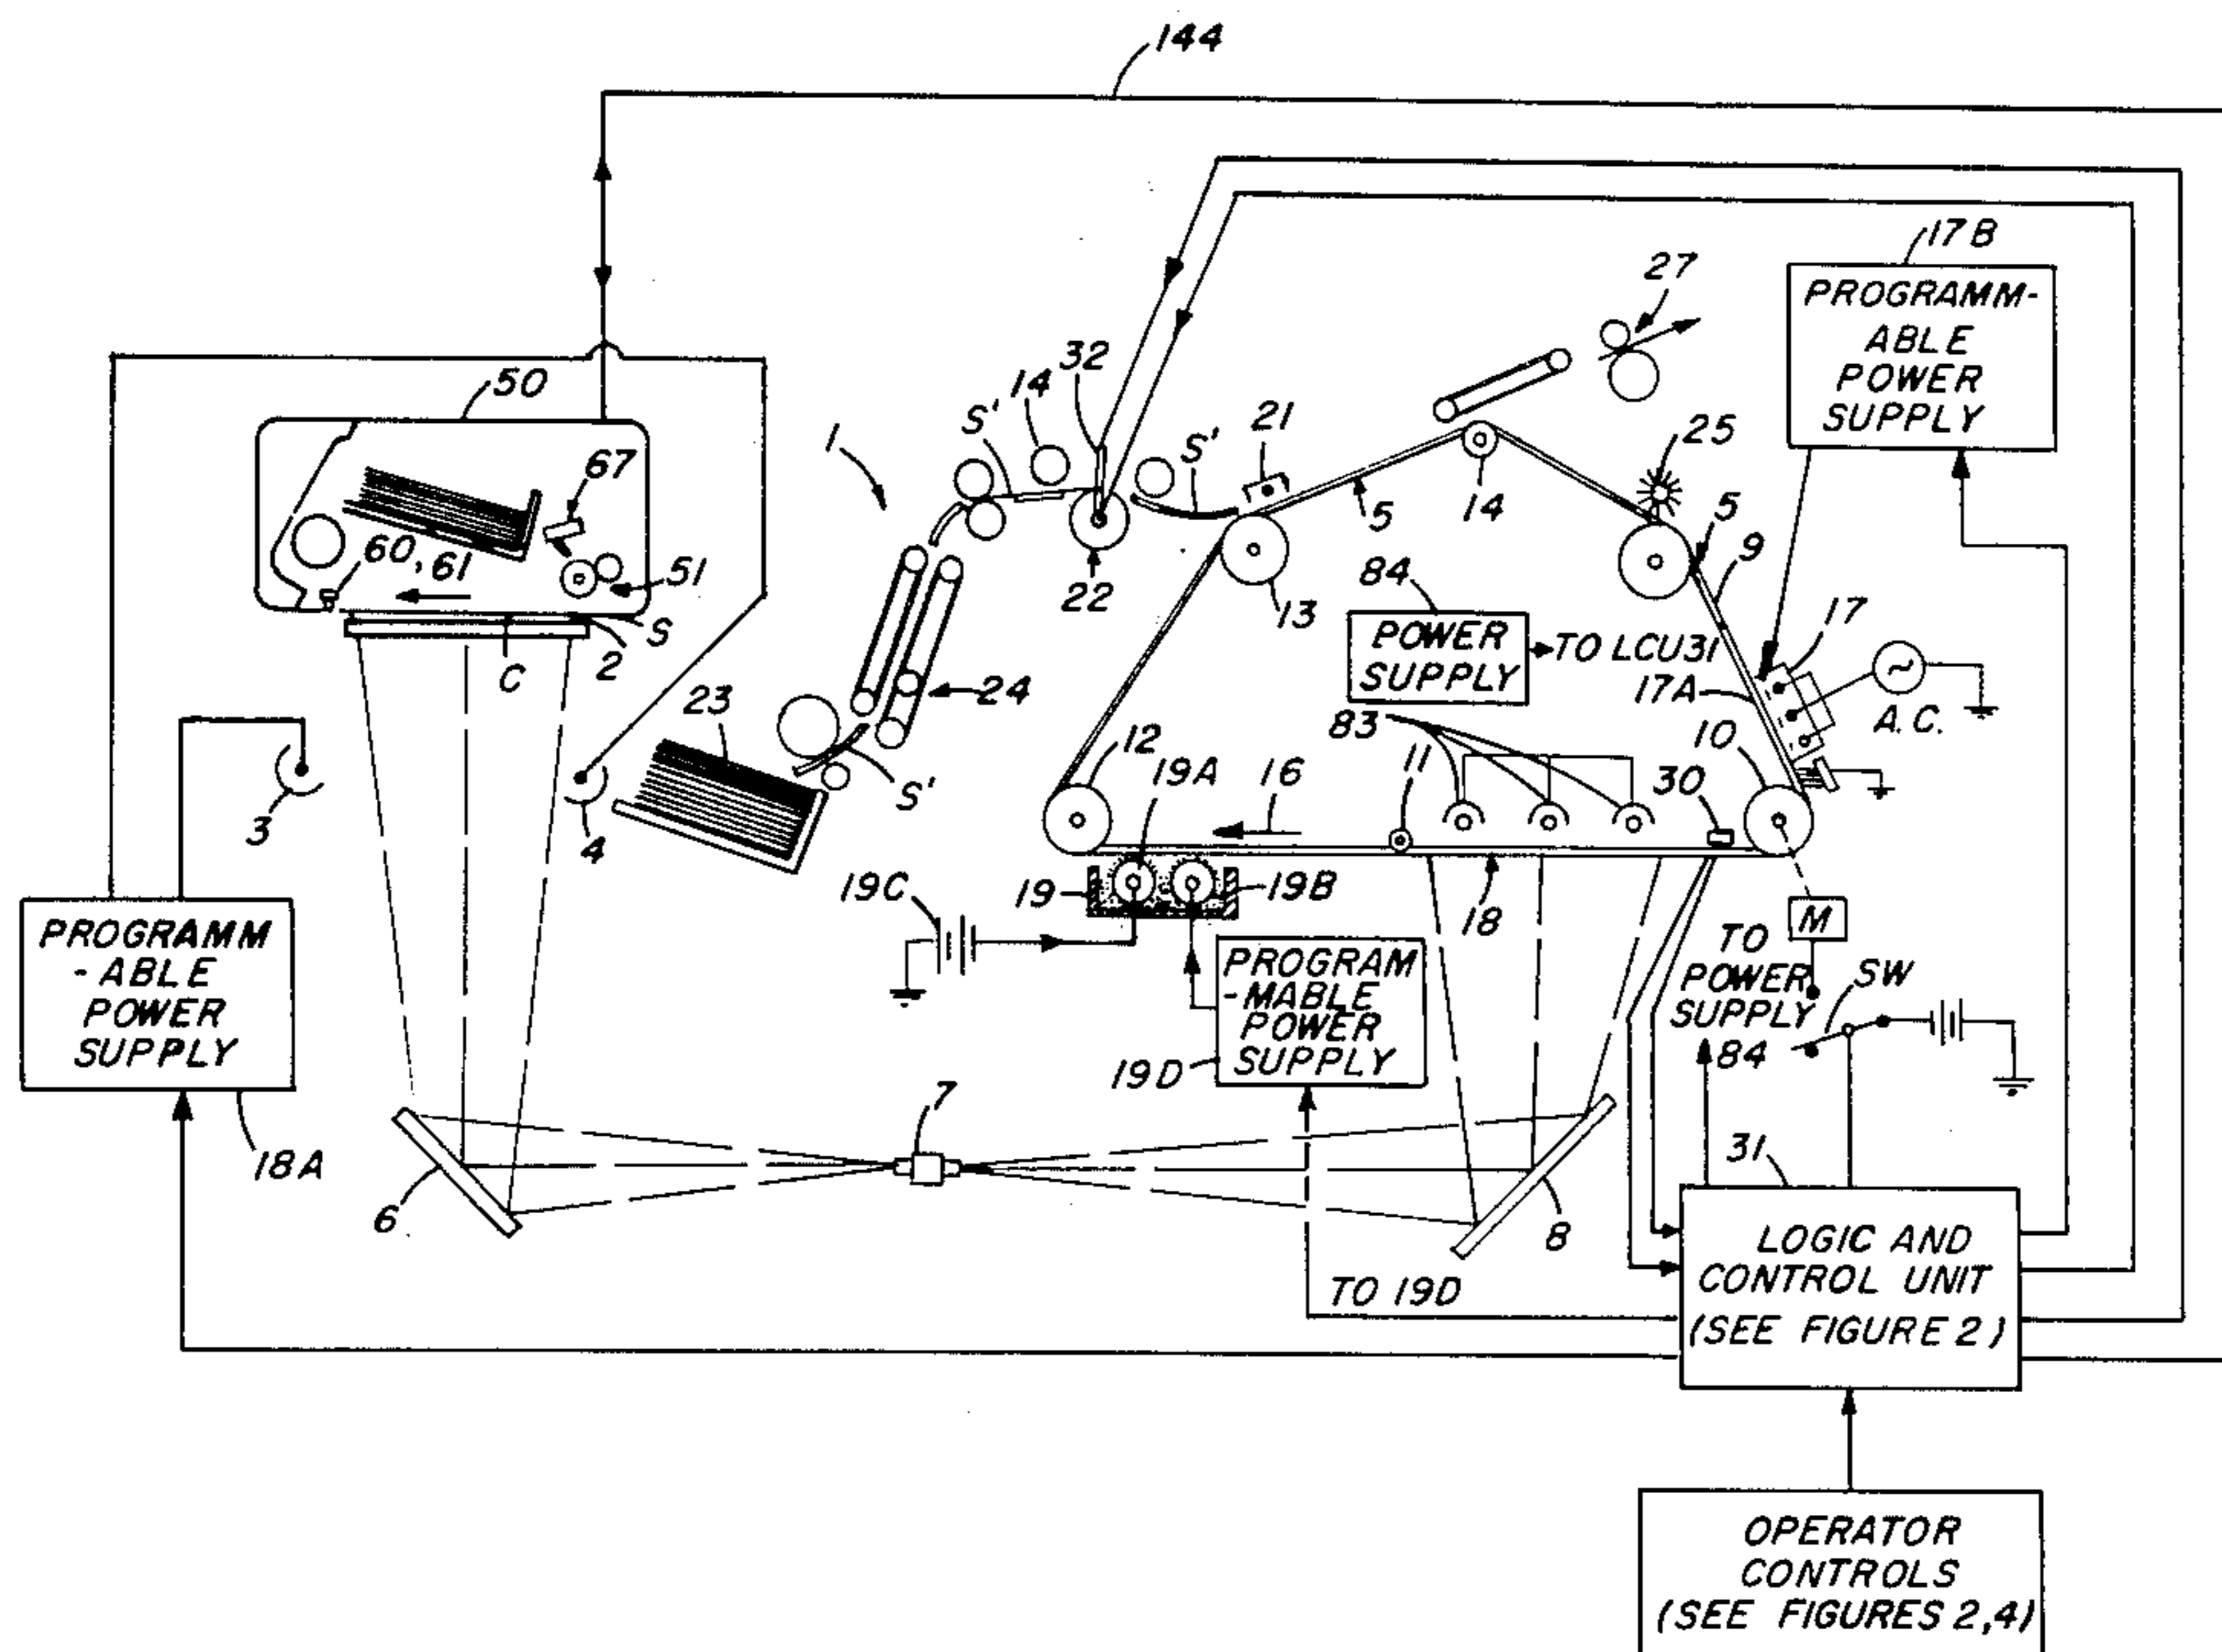 144
17B
PROGRAMM-
ABLE
POWER
SUPPLY
27
32
14
50
S'
21
S'
25
1
67
5
14
5
9
60, 61
51
22
13
84
POWER
SUPPLY
TO LCU31
17
17A
A.C.
S
C
2
24
23
83
10
12
19A
16
11
30
S'
3
4
19C
19
19B
18
M
PROGRAMM
-ABLE
POWER
SUPPLY
PROGRAM
-MABLE
POWER
SUPPLY
TO
POWER
SUPPLY
84
SW
19D
7
31
18A
6
8
LOGIC AND
CONTROL UNIT
(SEE FIGURE 2)
TO 19D
OPERATOR
CONTROLS
(SEE FIGURES 2,4)